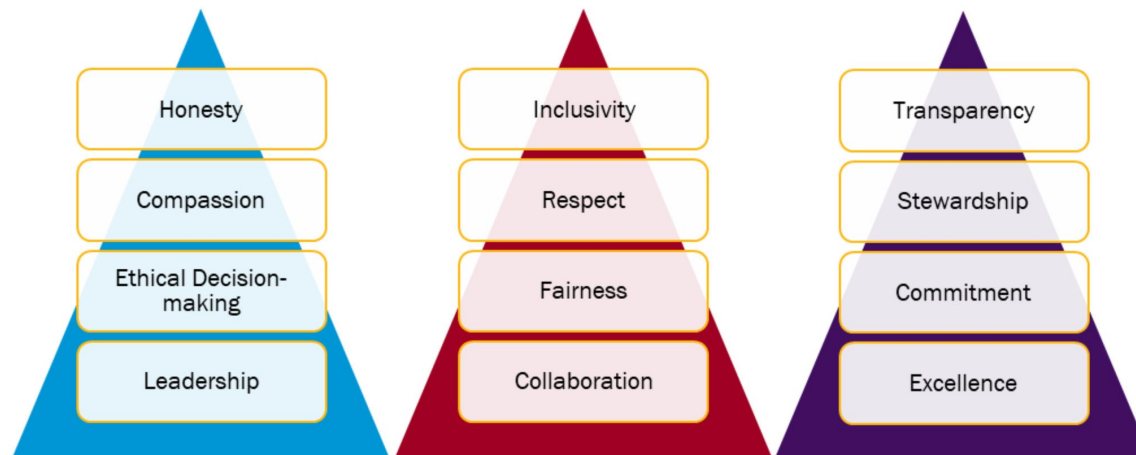 Honesty
Compassion
Ethical Decision-
making
Leadership
Inclusivity
Respect
Fairness
Collaboration
Transparency
Stewardship
Commitment
Excellence